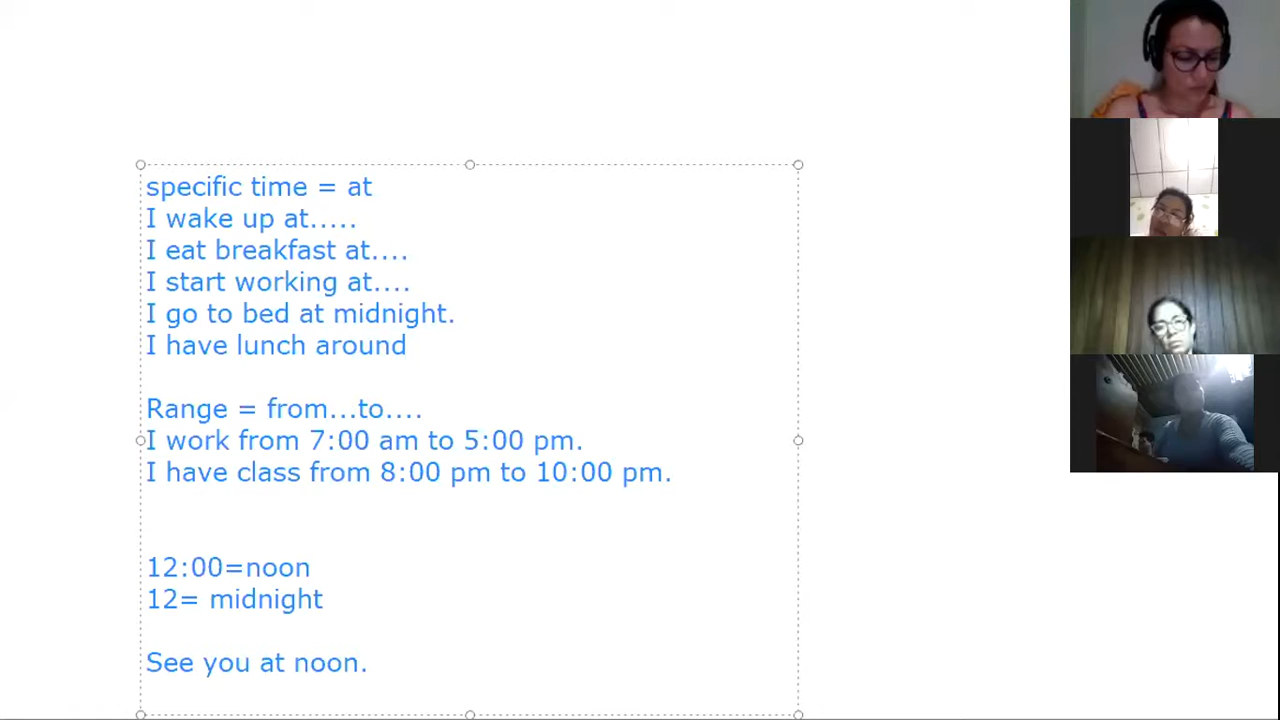 specific time = at
I wake up at.....
I eat breakfast at....
I start working at....
I go to bed at midnight.
I have lunch around
Range = from...to....
I work from 7:00 am to 5:00 pm.
I have class from 8:00 pm to 10:00 pm.
12:00=noon
12= midnight
See you at noon.